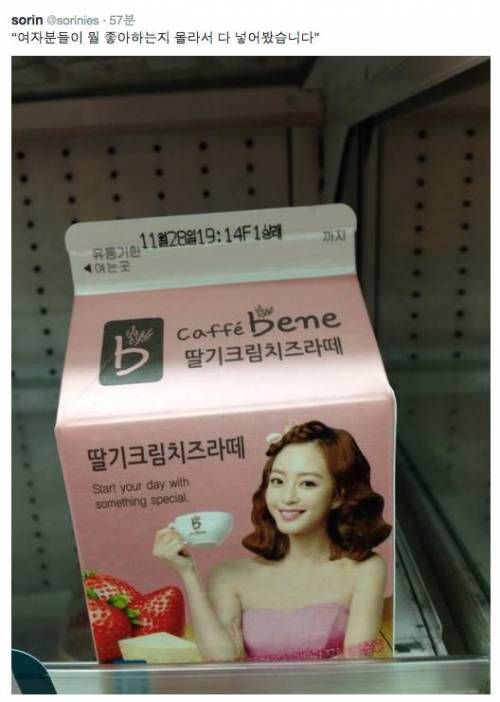 sorin @sorinies · 57분
“여자분들이 뭘 좋아하는지 몰라서 다 넣어봤습니다”
유통기한 11월28일19:14F1상례 까지
◀여는곳
b
caffé bene
딸기크림치즈라떼
딸기크림치즈라떼
Start your day with
something special.
b